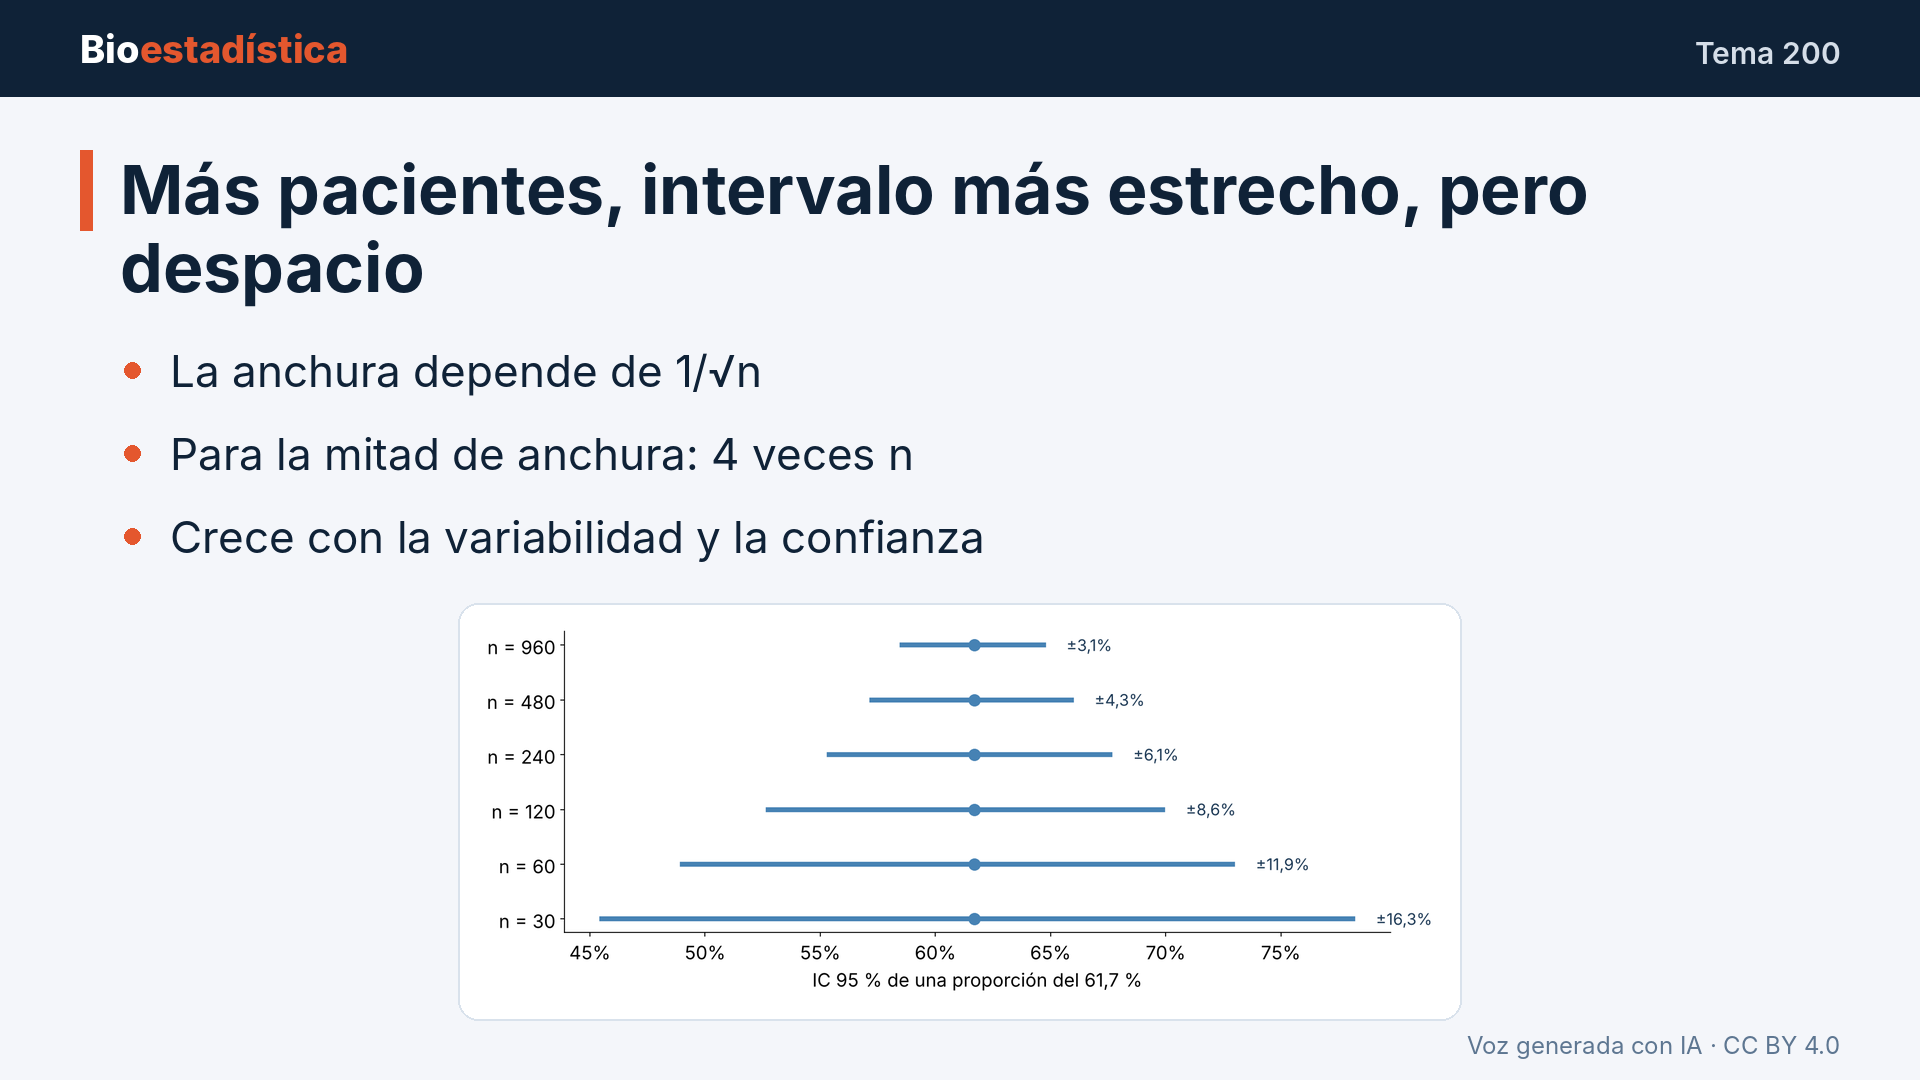 Bioestadística
Tema 200
Más pacientes, intervalo más estrecho, pero
despacio
La anchura depende de 1/√n
Para la mitad de anchura: 4 veces n
Crece con la variabilidad y la confianza
n = 960
±3,1%
n = 480
±4,3%
n = 240
±6,1%
n = 120
±8,6%
n = 60
±11,9%
n = 30
±16,3%
45% 50% 55% 60% 65% 70% 75%
IC 95 % de una proporción del 61,7 %
Voz generada con IA · CC BY 4.0